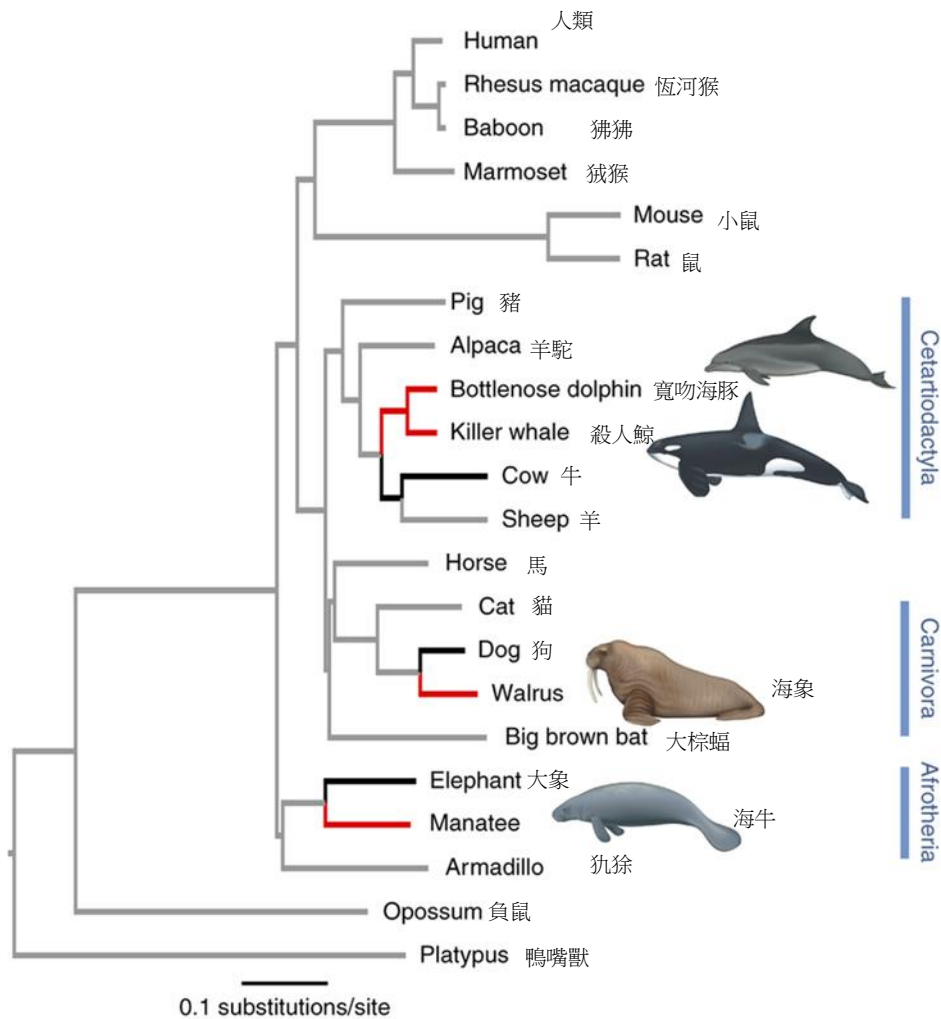 Human 人類
Rhesus macaque 恆河猴
Baboon 狒狒
Marmoset 狨猴
Mouse 小鼠
Rat 鼠
Pig 豬
Alpaca 羊駝
Bottlenose dolphin 寬吻海豚
Killer whale 殺人鯨
Cow 牛
Sheep 羊
Cetartiodactyla
Horse 馬
Cat 貓
Dog 狗
Walrus 海象
Big brown bat 大棕蝠
Carnivora
Elephant 大象
Manatee 海牛
Armadillo 犰狳
Afrotheria
Opossum 負鼠
Platypus 鴨嘴獸
0.1 substitutions/site